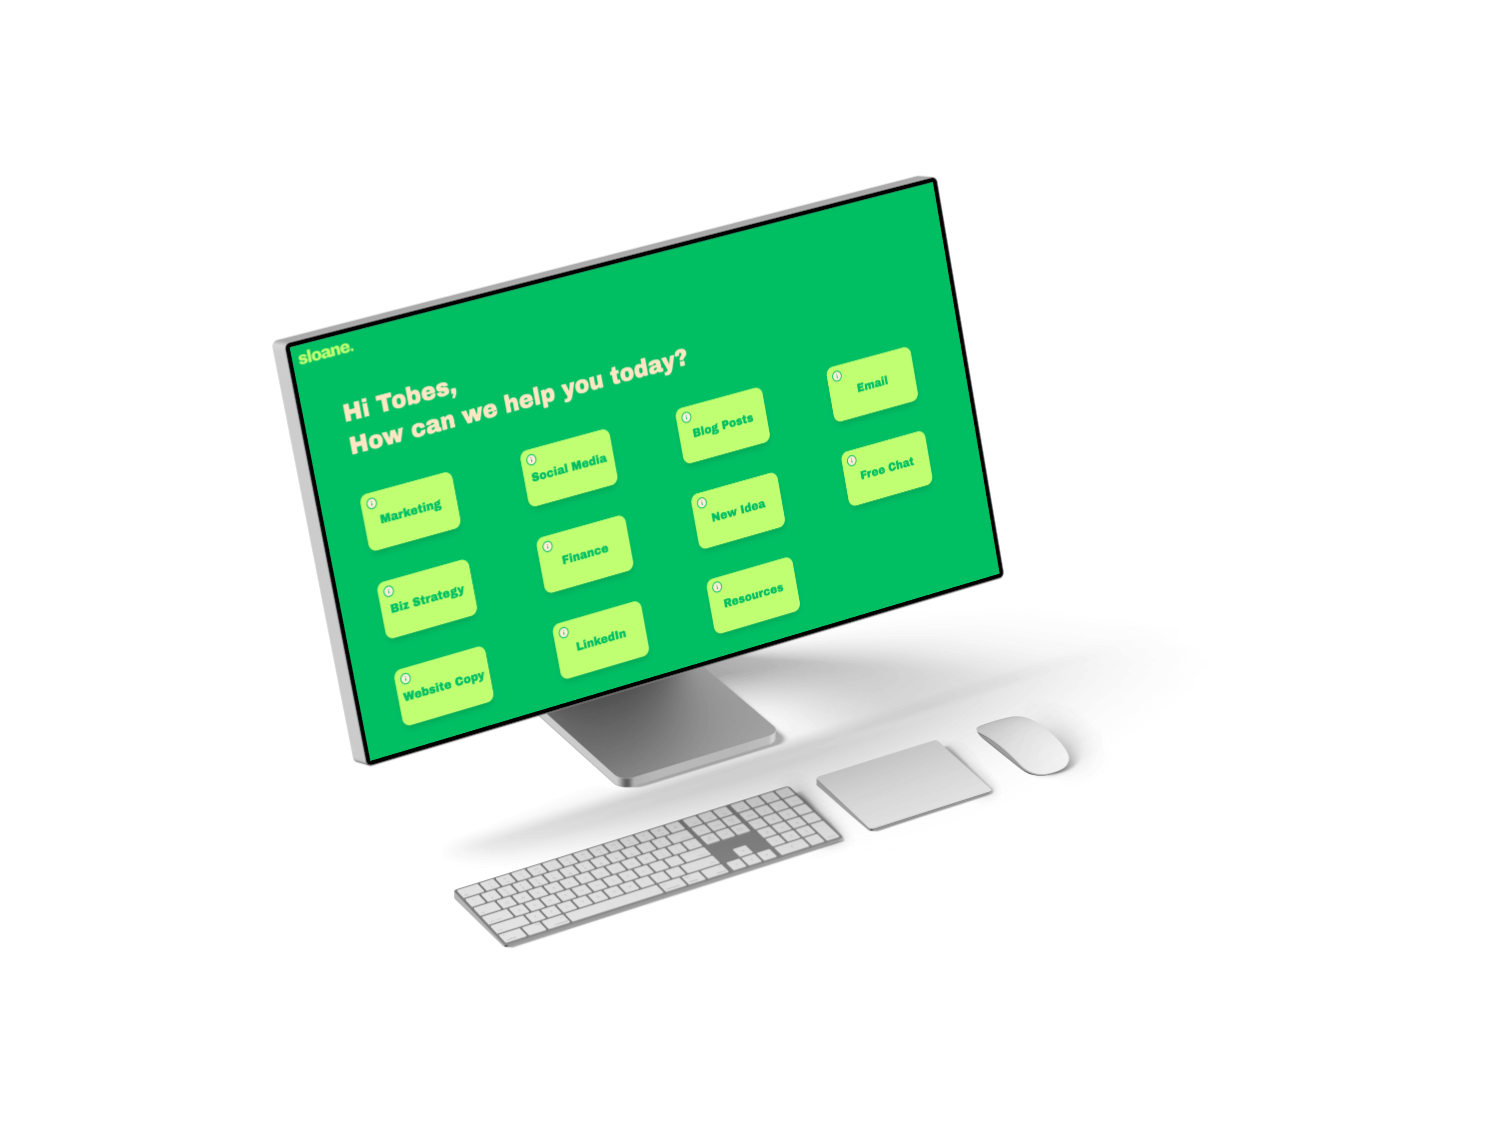 sloane.
Hi Tobes,
How can we help you today?
Marketing
Social Media
Blog Posts
Email
Biz Strategy
Finance
New Idea
Free Chat
Website Copy
LinkedIn
Resources